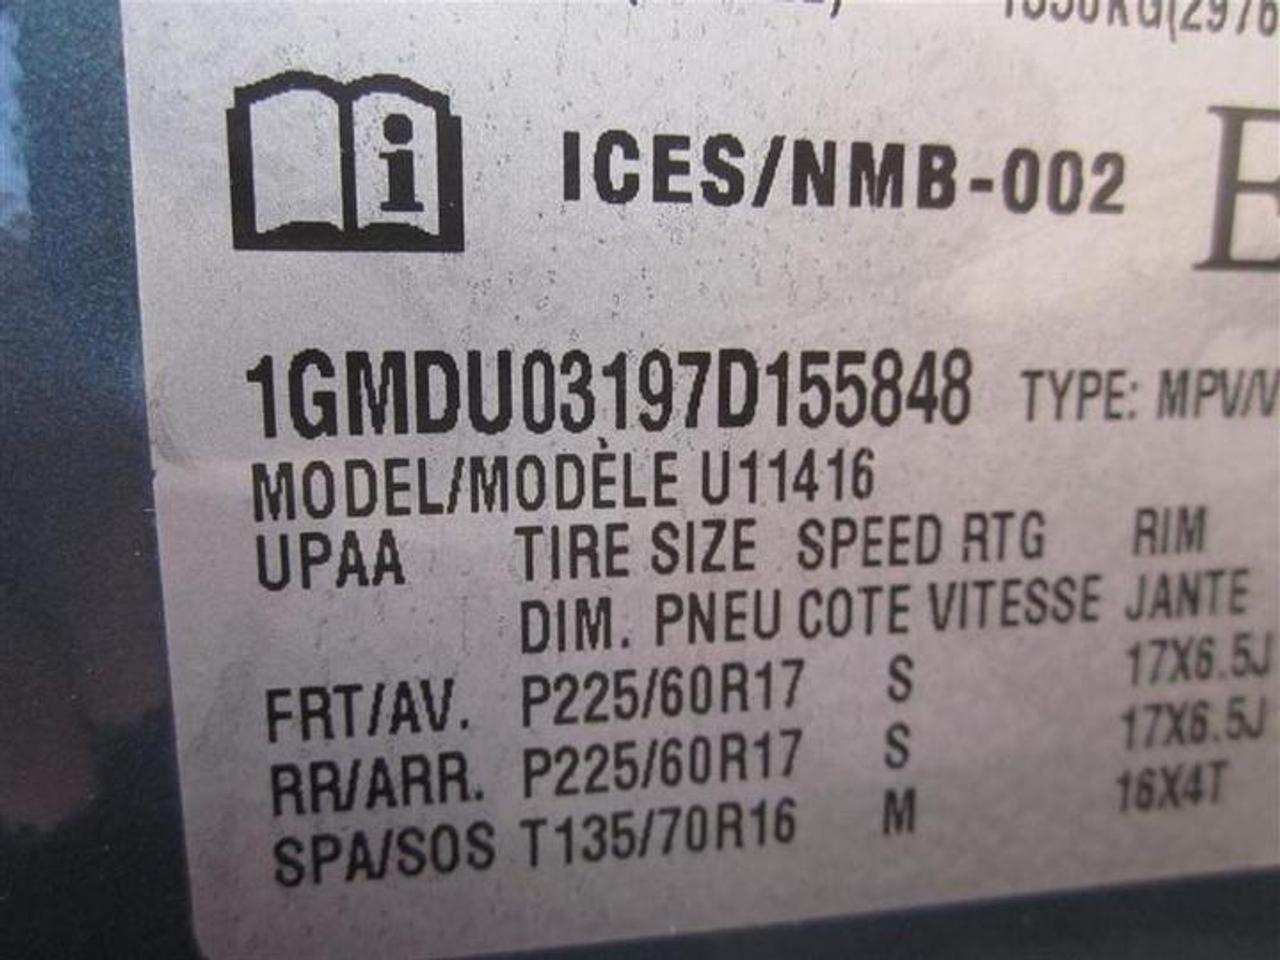 ICES/NMB-002
1GMDU03197D155848 TYPE:
MODEL/MODÈLE U11416
UPAA TIRE SIZE SPEED RTG RIM
DIM. PNEU COTE VITESSE JANTE
FRT/AV. P225/60R17 S 17X6.5J
RR/ARR. P225/60R17 S 17X6.5J
SPA/SOS T135/70R16 M 16X4T